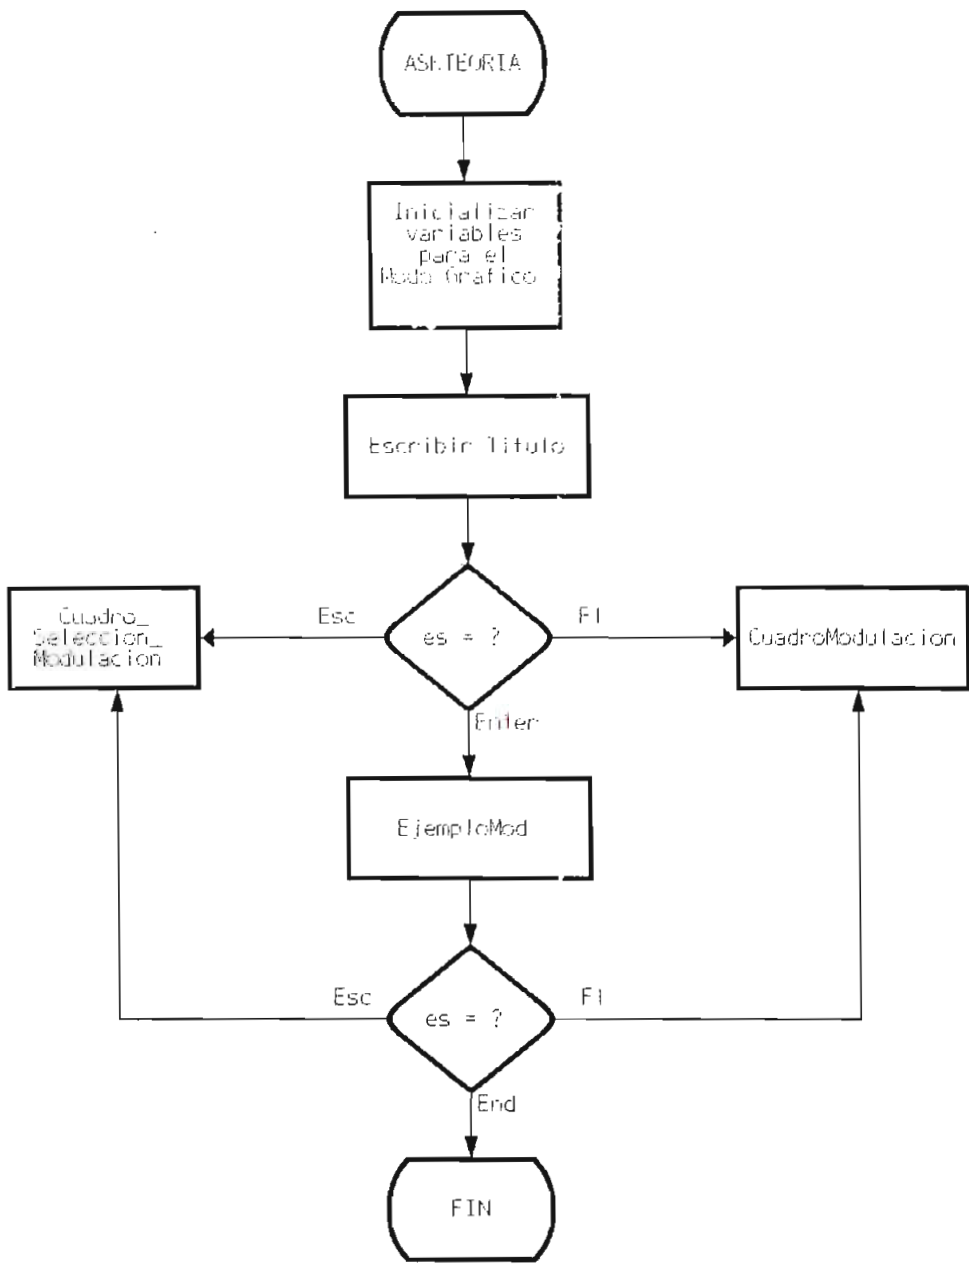 Inicializar
variables
para el
Modo Grafico
Escribir Titulo
Esc
es = ?
F1
Cuadro_
Seleccion_
Modulacion
CuadroModulacion
Enter
EjemploMod
Esc
es = ?
F1
End
FIN